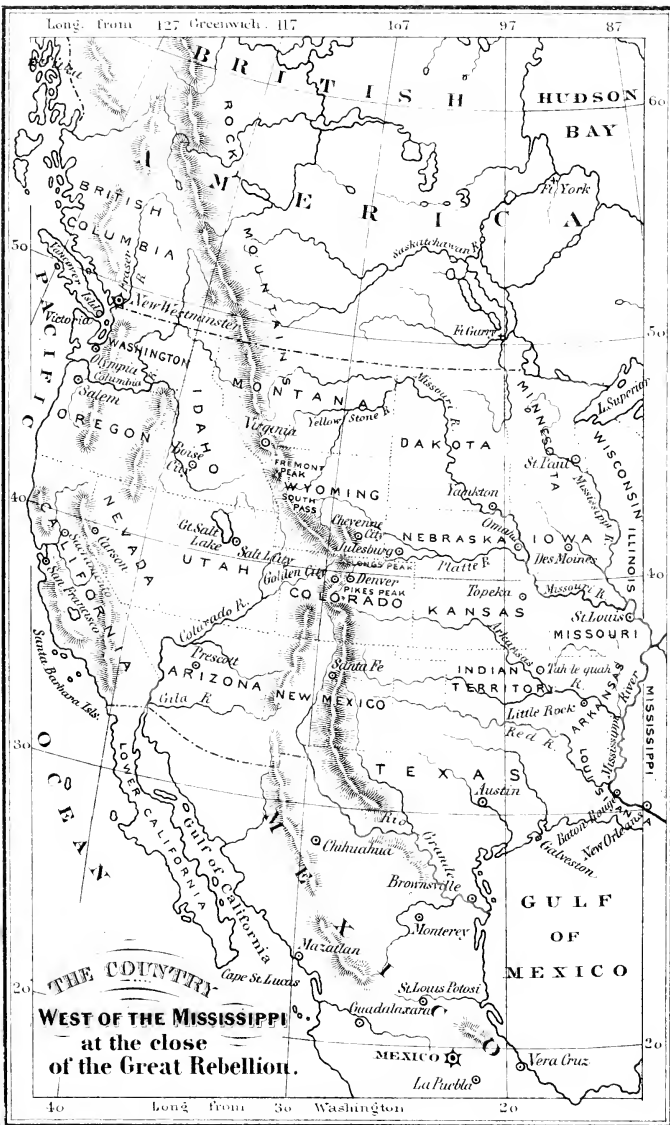 Long. from 127 Greenwich. 117 107 97 87
Sitka
BRITISH
AMERICA
HUDSON
BAY
60
ROCKY MOUNTAINS
Ft. York
BRITISH
COLUMBIA
Saskatchawan R.
50
Fraser R.
Vancouver Isld.
New Westminster
Victoria
Ft Garry
50
PACIFIC
WASHINGTON
Olympia
Columbia R.
Salem
MONTANA
Missouri R.
Yellow Stone R.
MINNESOTA
L. Superior
WISCONSIN
OREGON
IDAHO
Virginia
DAKOTA
Boise
City
FREMONT
PEAK
St. Paul
Mississippi R.
WYOMING
SOUTH
PASS
Yankton
40
Cheyenne
City
Omaha
ILLINOIS
NEVADA
CALIFORNIA
Gt. Salt
Lake
Julesburg
NEBRASKA
IOWA
Carson
Sacramento
Salt L. City
UTAH
LONGS PEAK
Platte R.
Des Moines
San Francisco
Golden City
Denver
PIKES PEAK
Topeka
Missouri R.
40
COLORADO
KANSAS
St. Louis
Colorado R.
Arkansas R.
MISSOURI
Santa Barbara Isls.
Prescott
Santa Fe
INDIAN
TERRITORY
Tah le quah
ARIZONA
NEW MEXICO
Gila R
Little Rock
ARKANSAS
Mississippi River
MISSISSIPPI
Red R.
30
LOUISIANA
OCEAN
LOWER CALIFORNIA
TEXAS
Austin
Baton Rouge
New Orleans
Rio Grande
Galveston
Gulf of California
Chihuahua
MEXICO
Brownsville
GULF
OF
MEXICO
Monterey
Mazatlan
Cape St. Lucas
St. Louis Potosi
Guadalaxara
20
THE COUNTRY
WEST OF THE MISSISSIPPI
at the close
of the Great Rebellion.
MEXICO
Vera Cruz
La Puebla
20
40 Long from 30 Washington 20